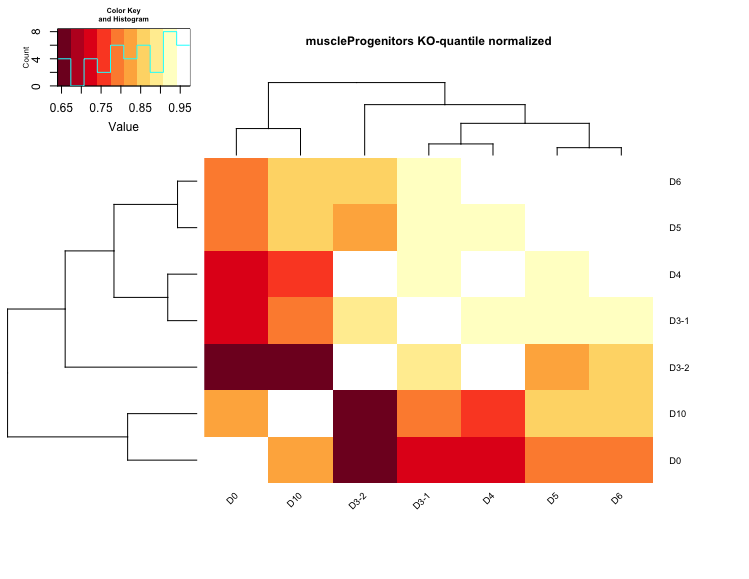 Color Key
and Histogram
Count
0 4 8
0.65 0.75 0.85 0.95
Value
muscleProgenitors KO-quantile normalized
D6
D5
D4
D3-1
D3-2
D10
D0
D0 D10 D3-2 D3-1 D4 D5 D6